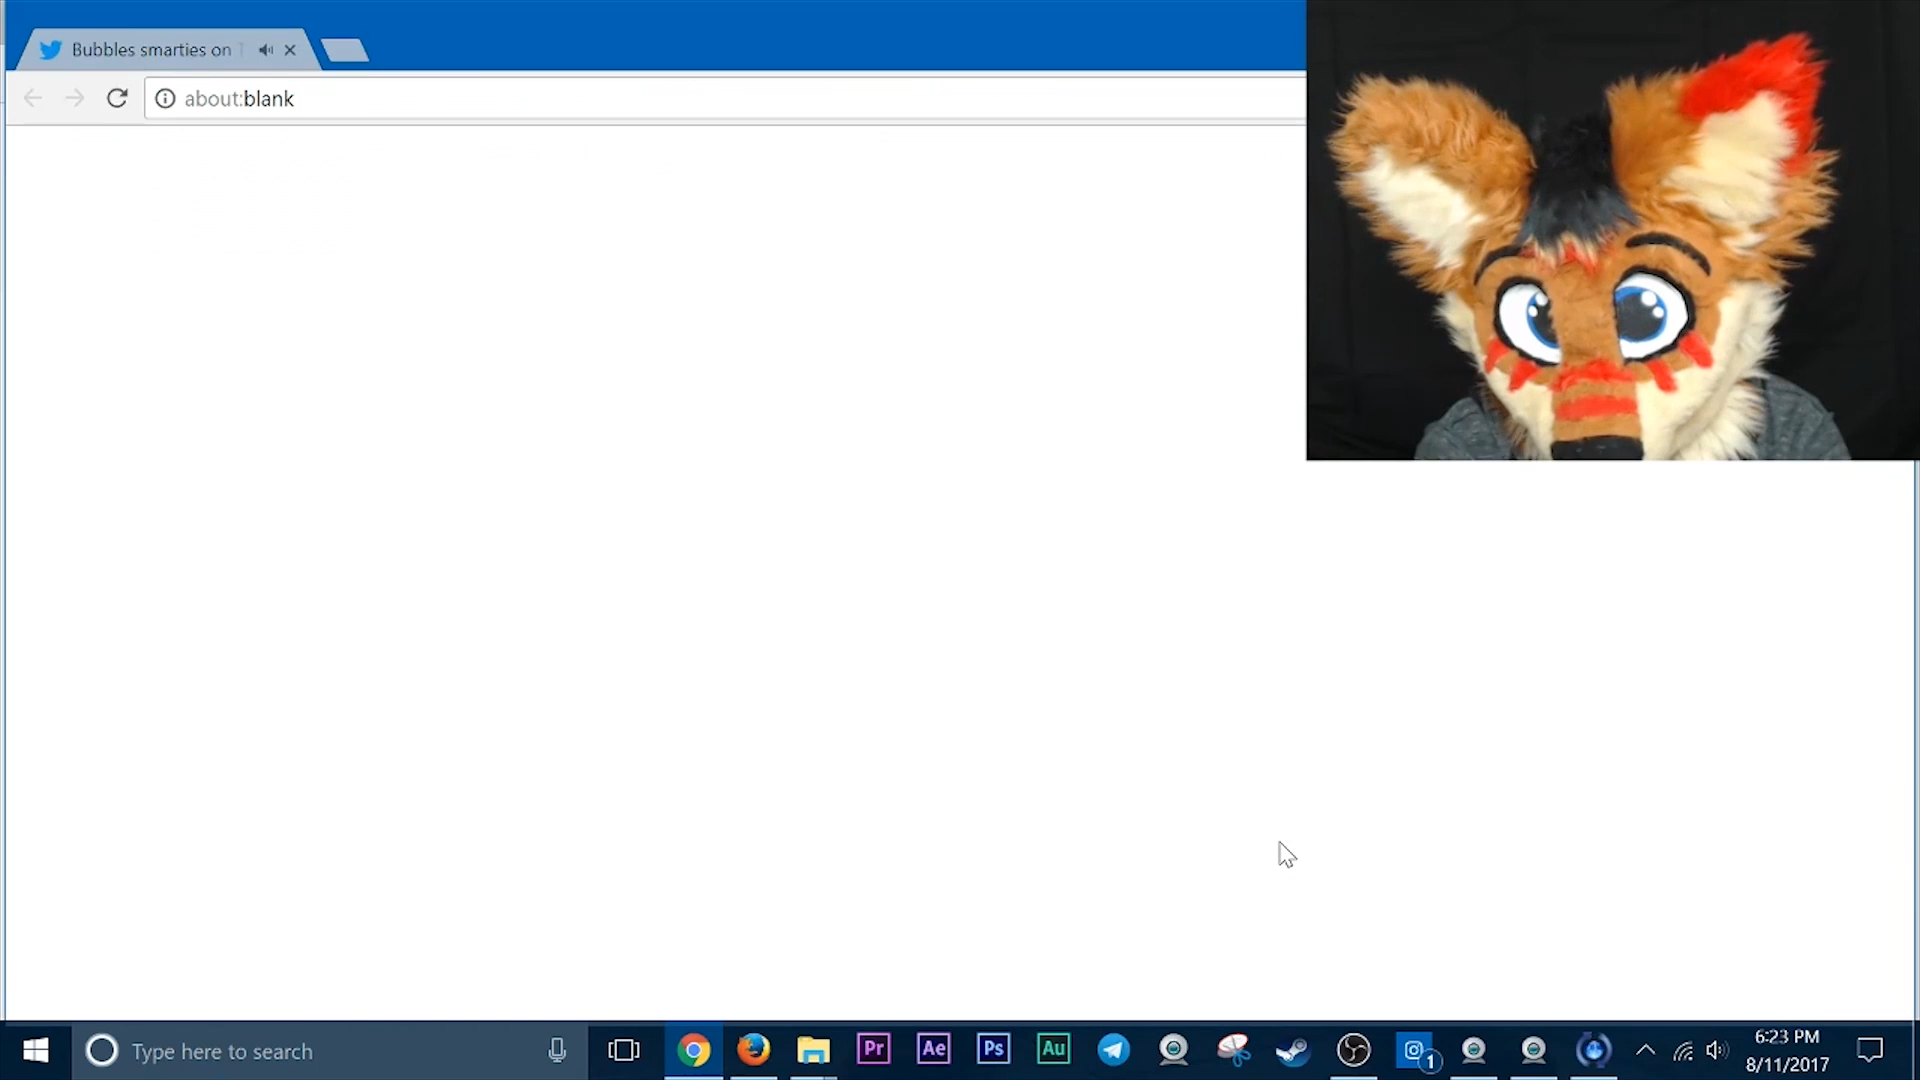 Bubbles smarties on
about:blank
Type here to search
Pr
Ae
Ps
Au
1
6:23 PM
8/11/2017